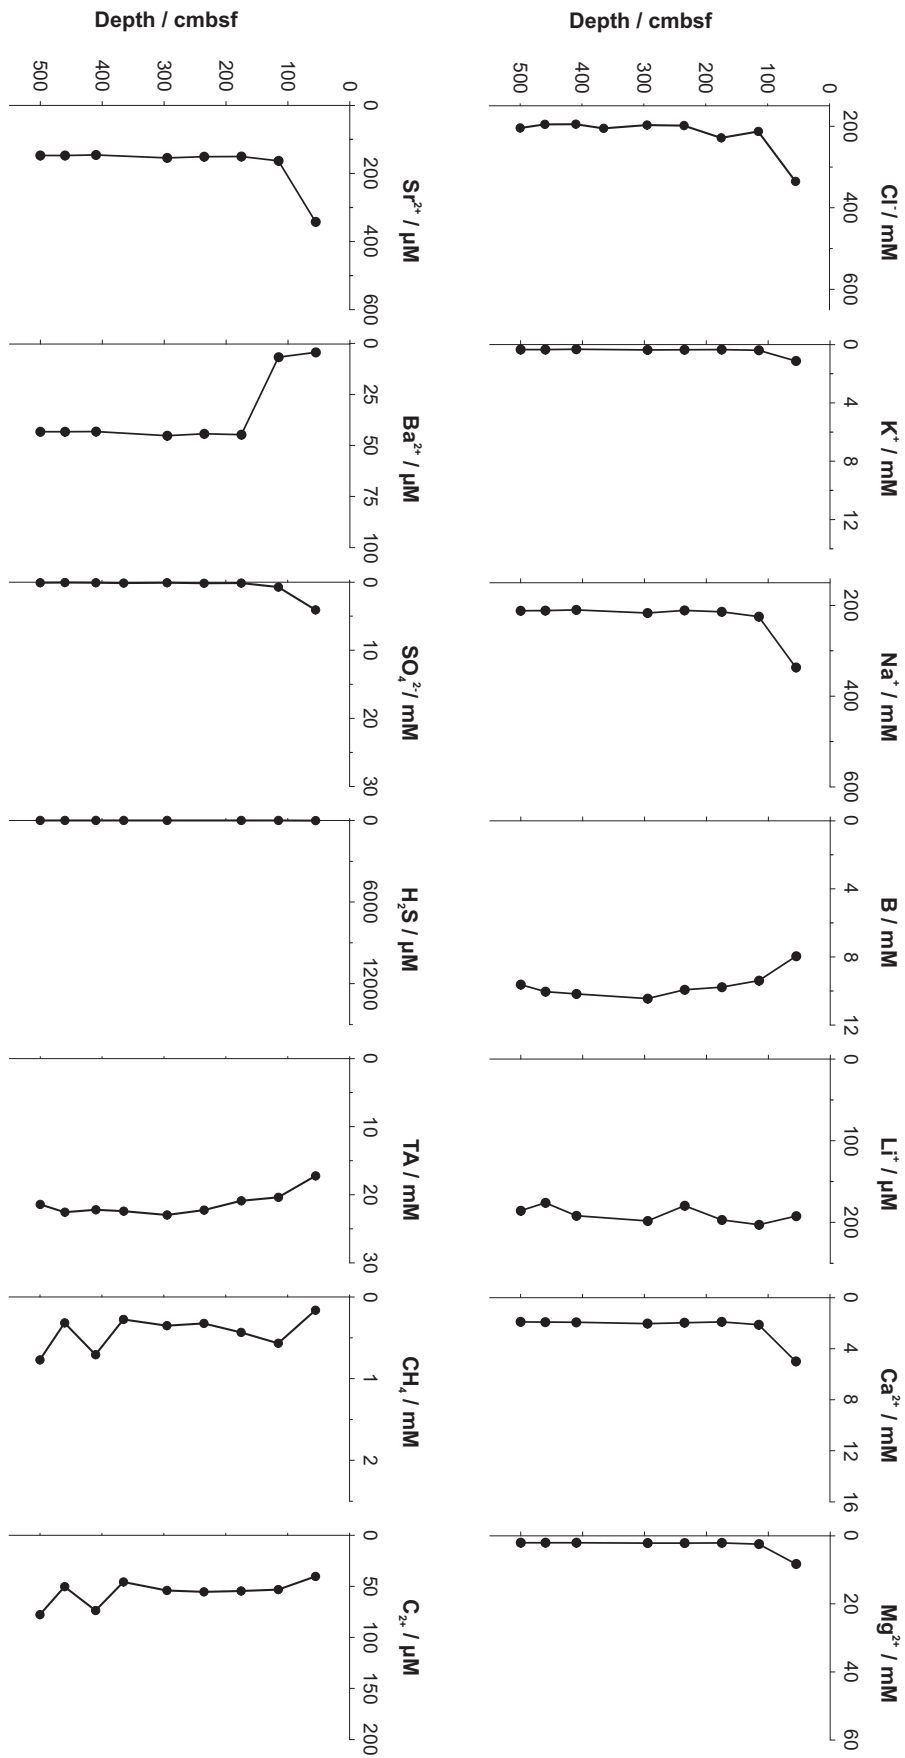 Cl⁻/ mM K⁺ / mM Na⁺ / mM B / mM Li⁺ / µM Ca²⁺ / mM Mg²⁺ / mM
200 400 600 0 4 8 12 200 400 600 0 4 8 12 0 100 200 0 4 8 12 16 0 20 40 60
0
100
200
300
400
500
Depth / cmbsf
Sr²⁺ / µM Ba²⁺ / µM SO₄²⁻/ mM H₂S / µM TA / mM CH₄ / mM C₂₊ / µM
0 200 400 600 0 25 50 75 100 0 10 20 30 0 6000 12000 0 10 20 30 0 1 2 0 50 100 150 200
0
100
200
300
400
500
Depth / cmbsf